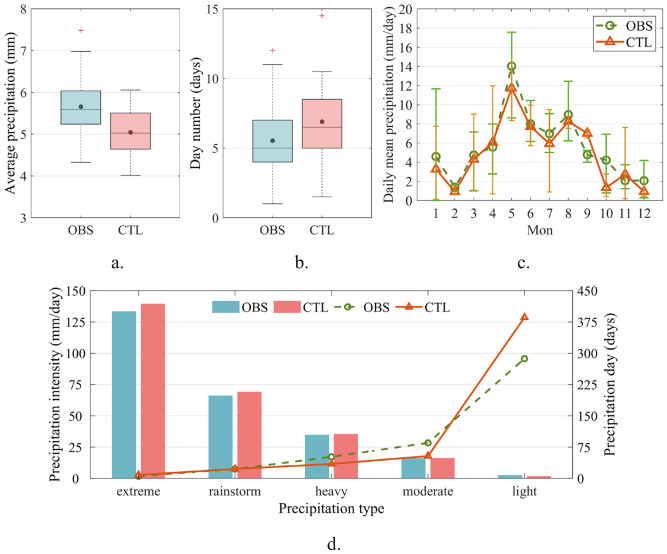 Average precipitation (mm)
8
7
6
5
4
3
OBS
CTL
a.
Day number (days)
15
10
5
0
OBS
CTL
b.
Daily mean precipitaiton (mm/day)
20
18
16
14
12
10
8
6
4
2
0
OBS
CTL
1 2 3 4 5 6 7 8 9 10 11 12
Mon
c.
Precipitation intensity (mm/day)
150
125
100
75
50
25
0
OBS CTL OBS CTL
450
375
300
225
150
75
0
Precipitation day (days)
extreme rainstorm heavy moderate light
Precipitation type
d.